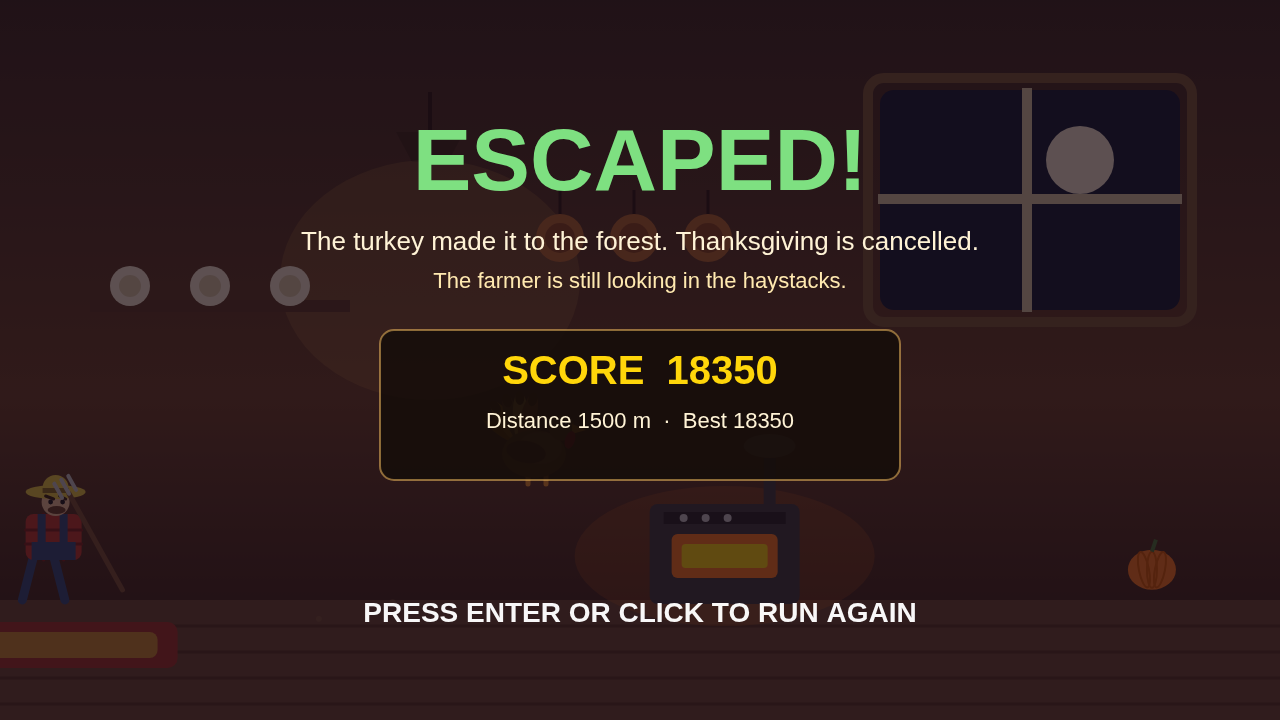 ESCAPED!
The turkey made it to the forest. Thanksgiving is cancelled.
The farmer is still looking in the haystacks.
SCORE 18350
Distance 1500 m · Best 18350
PRESS ENTER OR CLICK TO RUN AGAIN